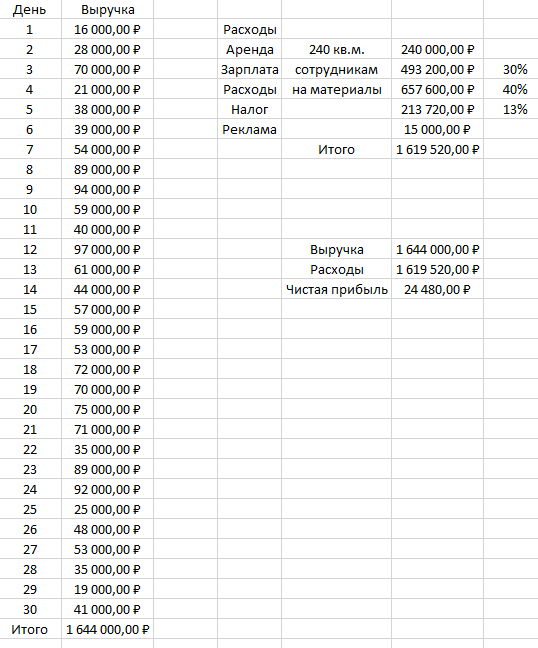 День Выручка
1 16 000,00 ₽ Расходы
2 28 000,00 ₽ Аренда 240 кв.м. 240 000,00 ₽
3 70 000,00 ₽ Зарплата сотрудникам 493 200,00 ₽ 30%
4 21 000,00 ₽ Расходы на материалы 657 600,00 ₽ 40%
5 38 000,00 ₽ Налог 213 720,00 ₽ 13%
6 39 000,00 ₽ Реклама 15 000,00 ₽
7 54 000,00 ₽ Итого 1 619 520,00 ₽
8 89 000,00 ₽
9 94 000,00 ₽
10 59 000,00 ₽
11 40 000,00 ₽
12 97 000,00 ₽ Выручка 1 644 000,00 ₽
13 61 000,00 ₽ Расходы 1 619 520,00 ₽
14 44 000,00 ₽ Чистая прибыль 24 480,00 ₽
15 57 000,00 ₽
16 59 000,00 ₽
17 53 000,00 ₽
18 72 000,00 ₽
19 70 000,00 ₽
20 75 000,00 ₽
21 71 000,00 ₽
22 35 000,00 ₽
23 89 000,00 ₽
24 92 000,00 ₽
25 25 000,00 ₽
26 48 000,00 ₽
27 53 000,00 ₽
28 35 000,00 ₽
29 19 000,00 ₽
30 41 000,00 ₽
Итого 1 644 000,00 ₽